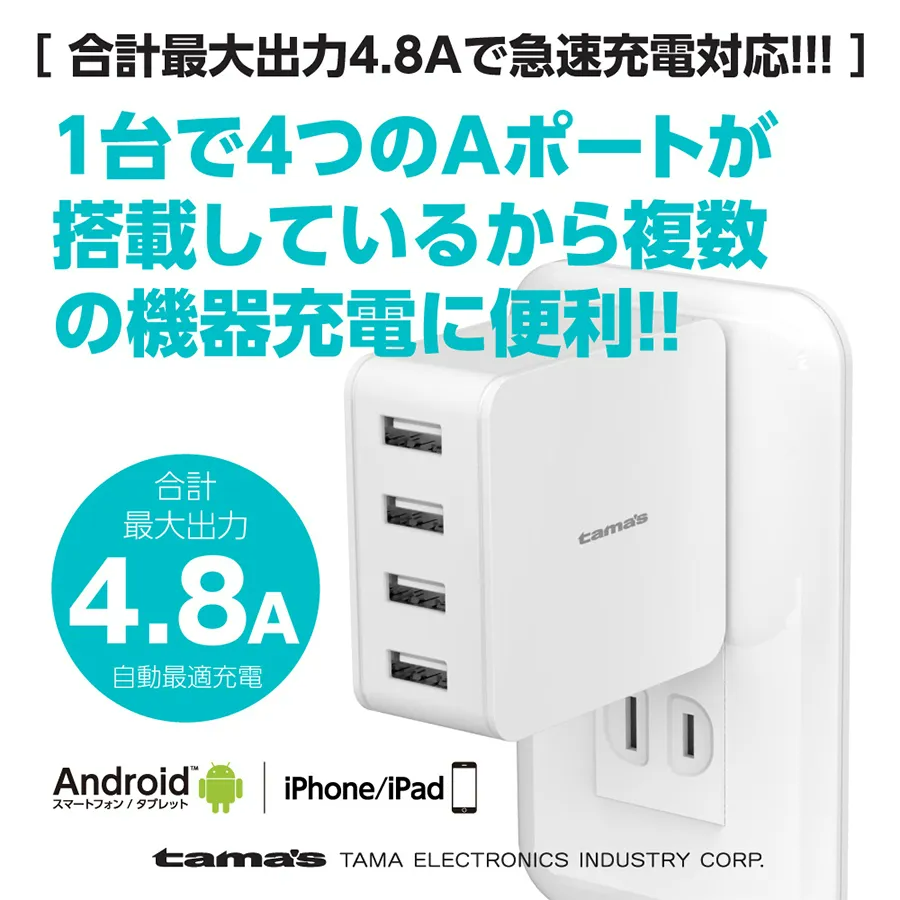 [ 合計最大出力4.8Aで急速充電対応!!! ]
1台で4つのAポートが
搭載しているから複数
の機器充電に便利!!
合計
最大出力
4.8A
自動最適充電
tama's
Android™
スマートフォン / タブレット
iPhone/iPad
tama's TAMA ELECTRONICS INDUSTRY CORP.